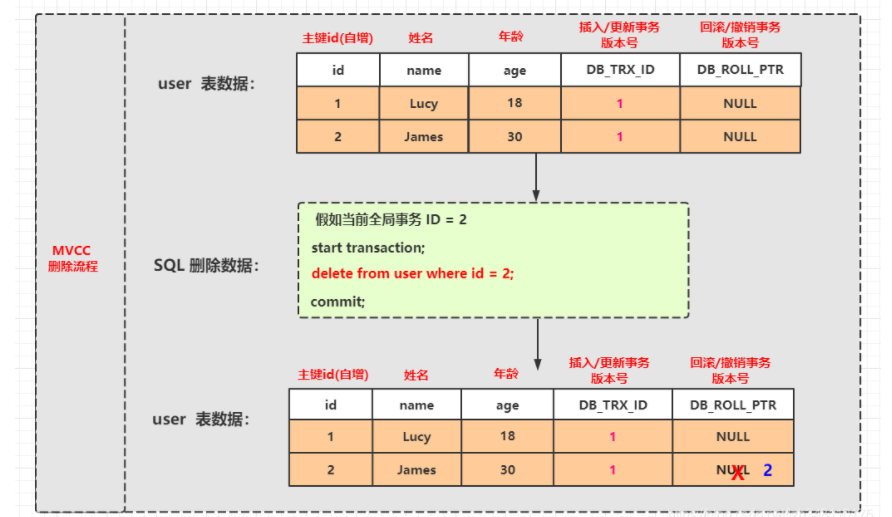 主键id(自增) 姓名 年龄 插入/更新事务 回滚/撤销事务
版本号 版本号
user 表数据：
id name age DB_TRX_ID DB_ROLL_PTR
1 Lucy 18 1 NULL
2 James 30 1 NULL
MVCC
删除流程
SQL 删除数据：
假如当前全局事务 ID = 2
start transaction;
delete from user where id = 2;
commit;
主键id(自增) 姓名 年龄 插入/更新事务 回滚/撤销事务
版本号 版本号
user 表数据：
id name age DB_TRX_ID DB_ROLL_PTR
1 Lucy 18 1 NULL
2 James 30 1 NULL X 2